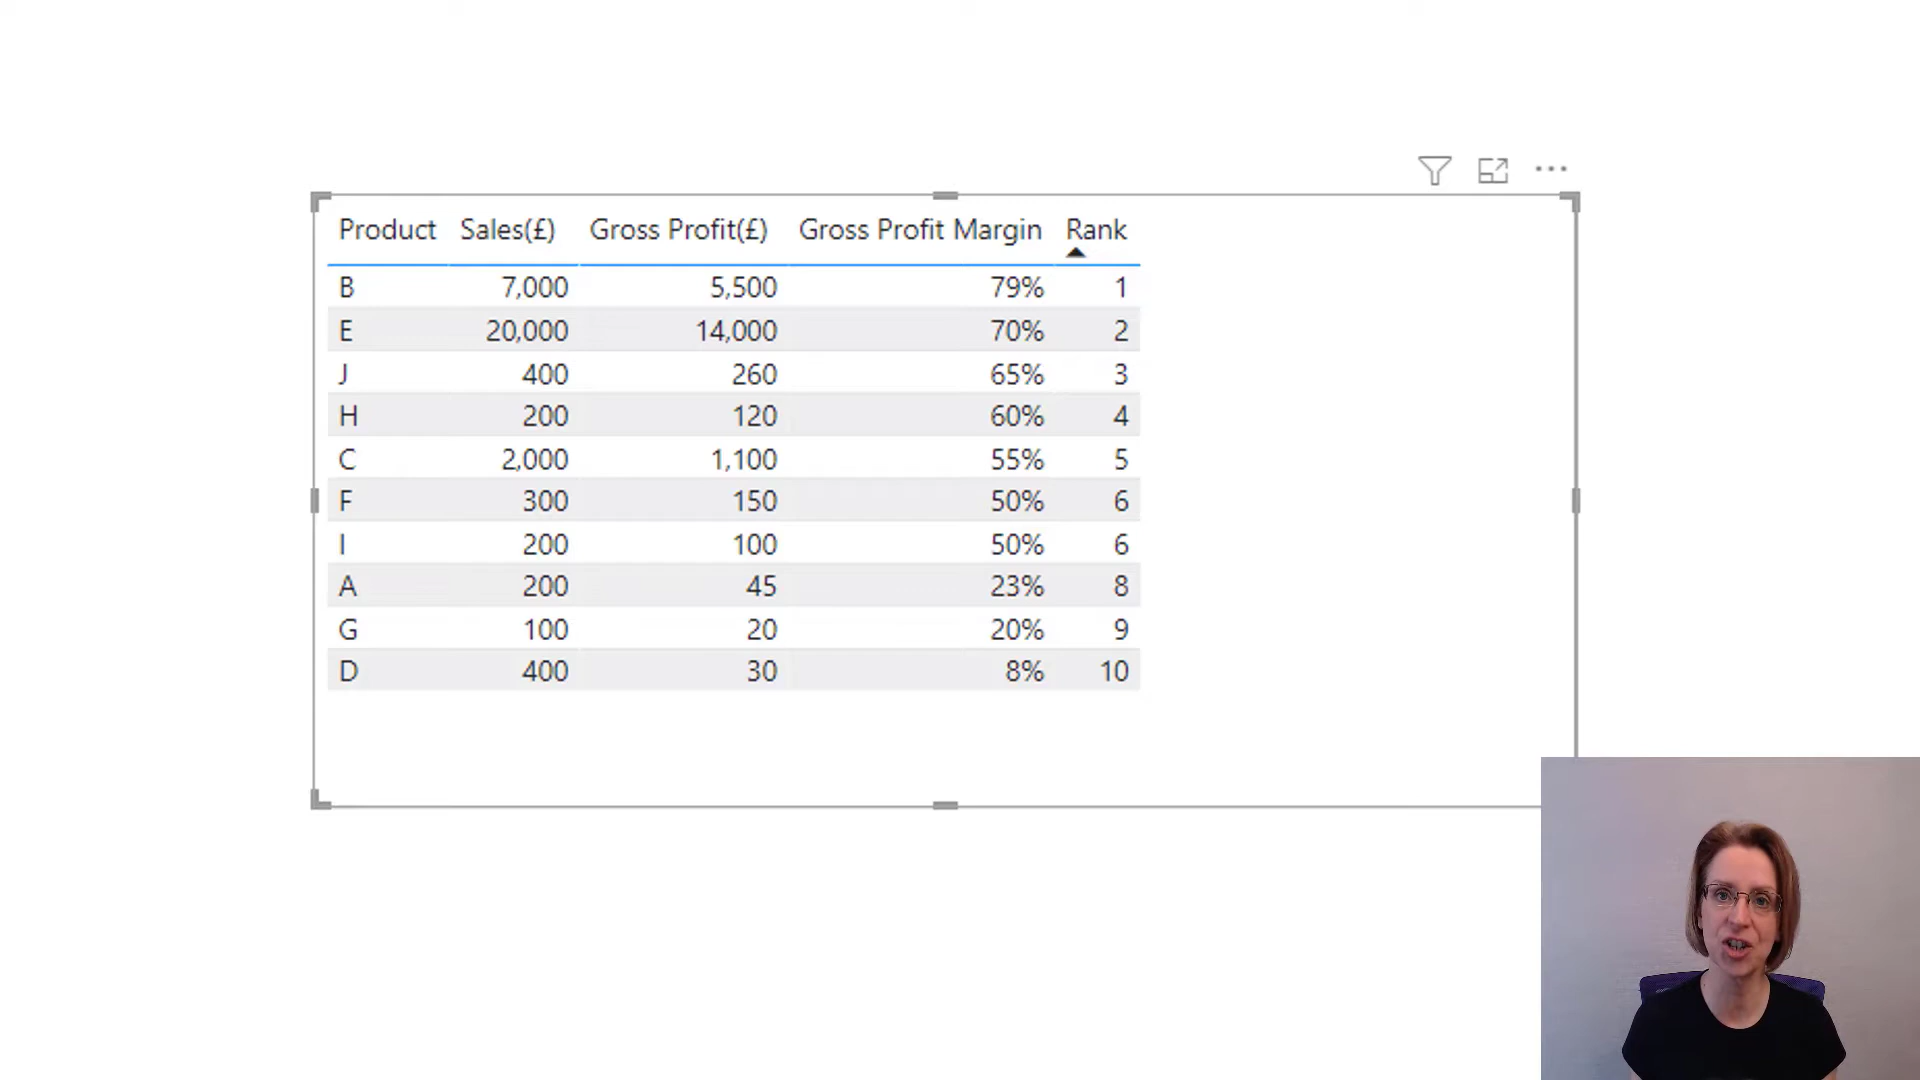 Product Sales(£) Gross Profit(£) Gross Profit Margin Rank
B 7,000 5,500 79% 1
E 20,000 14,000 70% 2
J 400 260 65% 3
H 200 120 60% 4
C 2,000 1,100 55% 5
F 300 150 50% 6
I 200 100 50% 6
A 200 45 23% 8
G 100 20 20% 9
D 400 30 8% 10